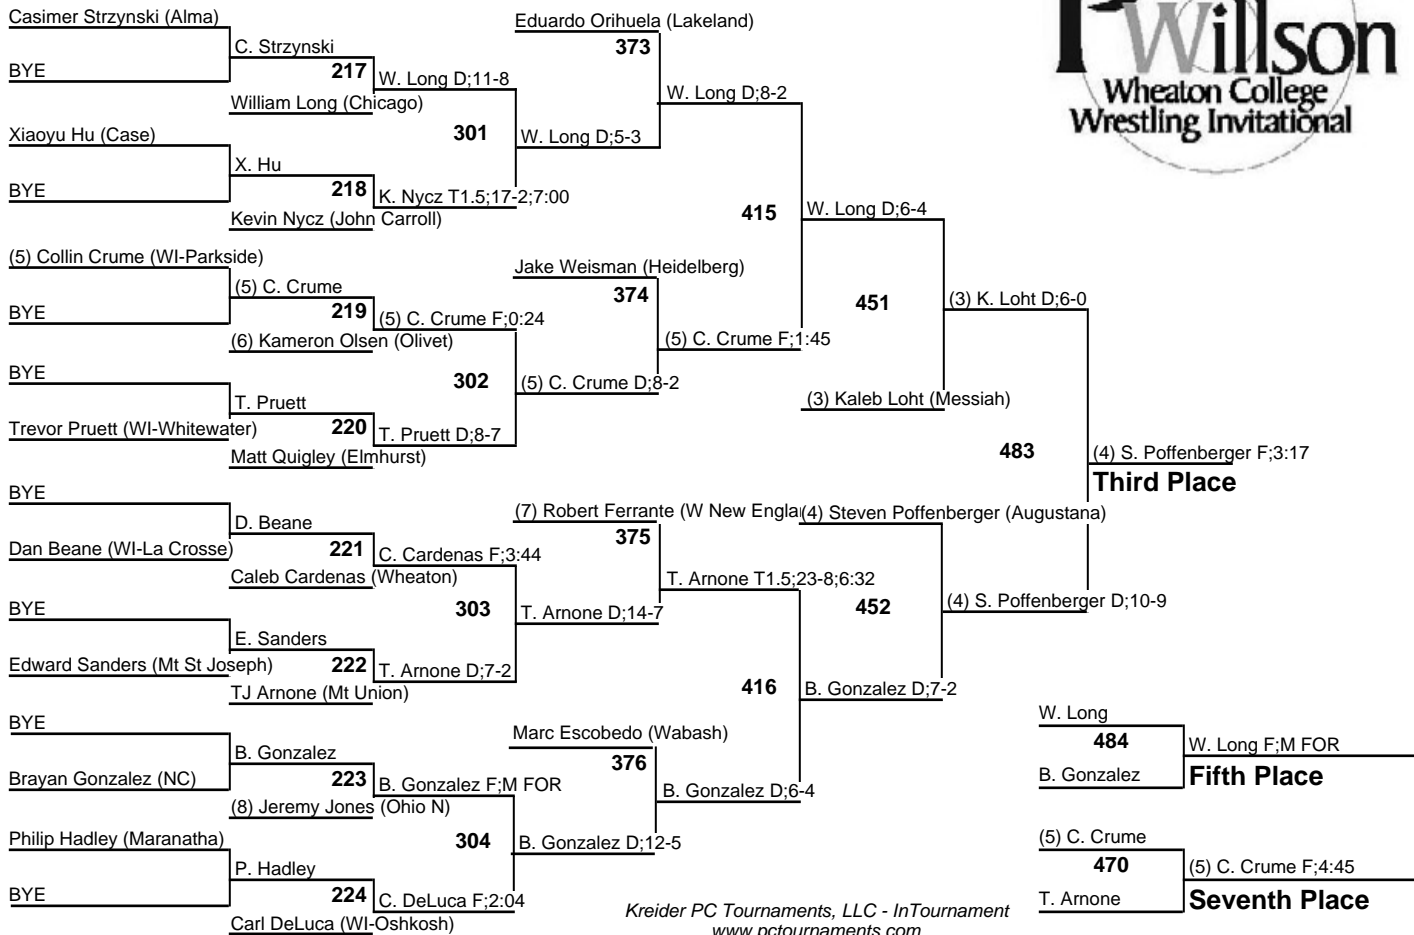 Casimer Strzynski (Alma)
BYE
Xiaoyu Hu (Case)
BYE
(5) Collin Crume (WI-Parkside)
BYE
BYE
Trevor Pruett (WI-Whitewater)
BYE
Dan Beane (WI-La Crosse)
BYE
Edward Sanders (Mt St Joseph)
BYE
Brayan Gonzalez (NC)
Philip Hadley (Maranatha)
BYE
C. Strzynski
217
William Long (Chicago)
X. Hu
218
Kevin Nycz (John Carroll)
(5) C. Crume
219
(6) Kameron Olsen (Olivet)
T. Pruett
220
Matt Quigley (Elmhurst)
D. Beane
221
Caleb Cardenas (Wheaton)
E. Sanders
222
TJ Arnone (Mt Union)
B. Gonzalez
223
(8) Jeremy Jones (Ohio N)
P. Hadley
224
Carl DeLuca (WI-Oshkosh)
W. Long D;11-8
301
K. Nycz T1.5;17-2;7:00
(5) C. Crume F;0:24
302
T. Pruett D;8-7
C. Cardenas F;3:44
303
T. Arnone D;7-2
B. Gonzalez F;M FOR
304
C. DeLuca F;2:04
Eduardo Orihuela (Lakeland)
373
W. Long D;5-3
Jake Weisman (Heidelberg)
374
(5) C. Crume D;8-2
(7) Robert Ferrante (W New Engla
375
T. Arnone D;14-7
Marc Escobedo (Wabash)
376
B. Gonzalez D;12-5
W. Long D;8-2
415
(5) C. Crume F;1:45
T. Arnone T1.5;23-8;6:32
416
B. Gonzalez D;6-4
W. Long D;6-4
451
(3) Kaleb Loht (Messiah)
(4) Steven Poffenberger (Augustana)
452
B. Gonzalez D;7-2
(3) K. Loht D;6-0
483
(4) S. Poffenberger D;10-9
(4) S. Poffenberger F;3:17
Third Place
W. Long
484
B. Gonzalez
W. Long F;M FOR
Fifth Place
(5) C. Crume
470
T. Arnone
(5) C. Crume F;4:45
Seventh Place
Willson
Wheaton College
Wrestling Invitational
Kreider PC Tournaments, LLC - InTournament
www.pctournaments.com